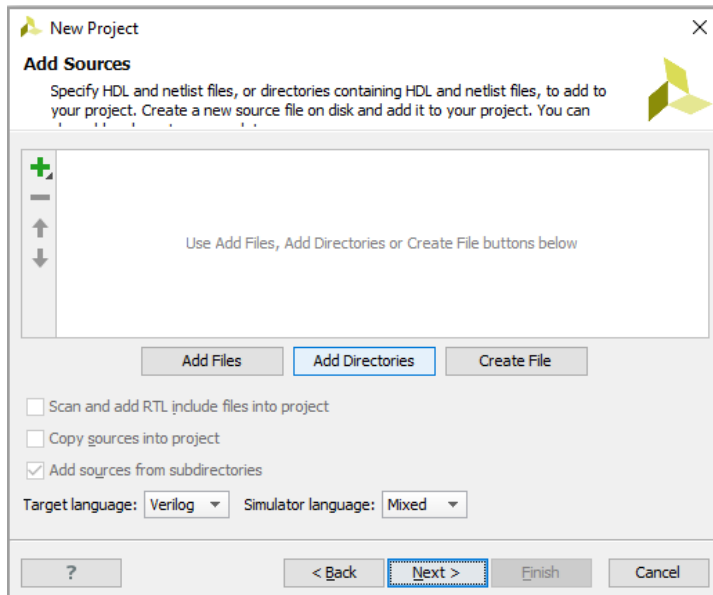 New Project
Add Sources
Specify HDL and netlist files, or directories containing HDL and netlist files, to add to
your project. Create a new source file on disk and add it to your project. You can
Use Add Files, Add Directories or Create File buttons below
Add Files Add Directories Create File
Scan and add RTL include files into project
Copy sources into project
Add sources from subdirectories
Target language: Verilog Simulator language: Mixed
? < Back Next > Finish Cancel